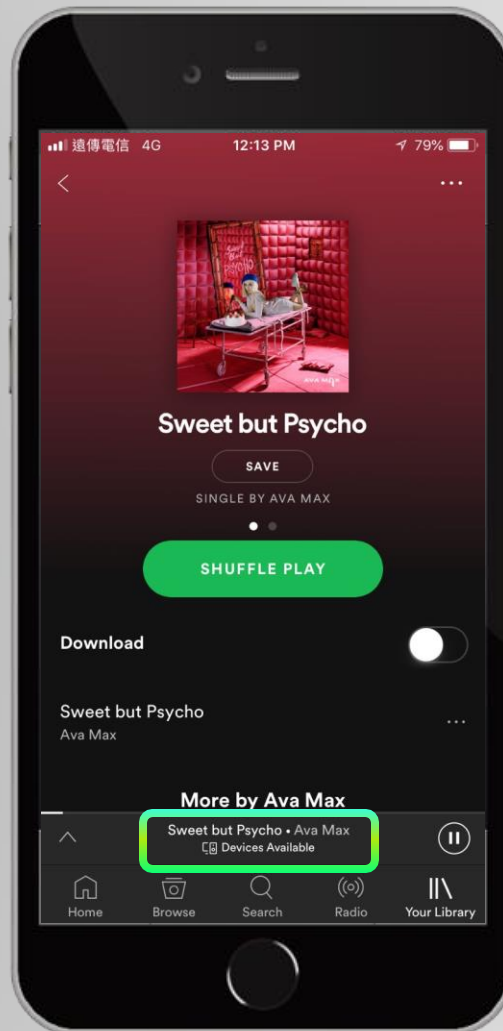 遠傳電信 4G 12:13 PM 79%
ava max
Sweet but Psycho
SAVE
SINGLE BY AVA MAX
SHUFFLE PLAY
Download
Sweet but Psycho
Ava Max
More by Ava Max
Sweet but Psycho • Ava Max
Devices Available
Home Browse Search Radio Your Library